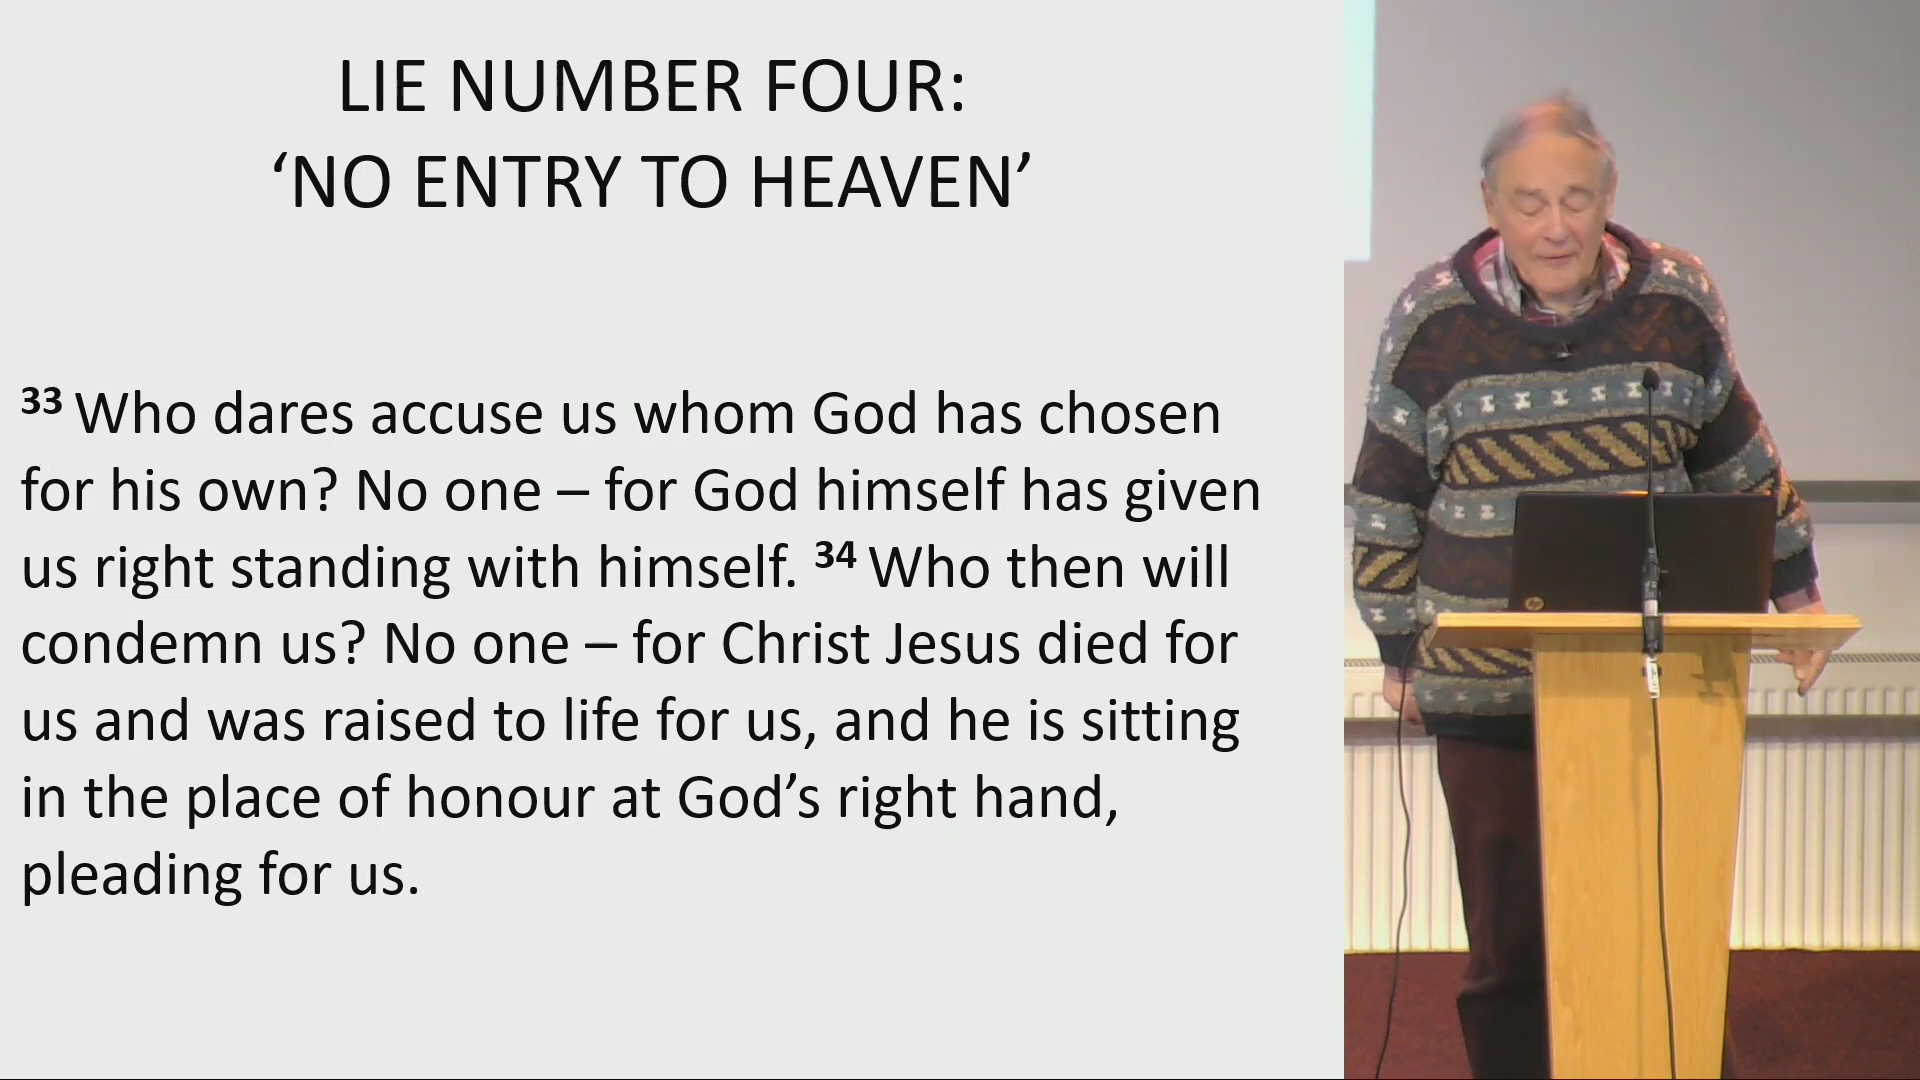 LIE NUMBER FOUR:
‘NO ENTRY TO HEAVEN’
33 Who dares accuse us whom God has chosen
for his own? No one – for God himself has given
us right standing with himself. 34 Who then will
condemn us? No one – for Christ Jesus died for
us and was raised to life for us, and he is sitting
in the place of honour at God’s right hand,
pleading for us.
hp